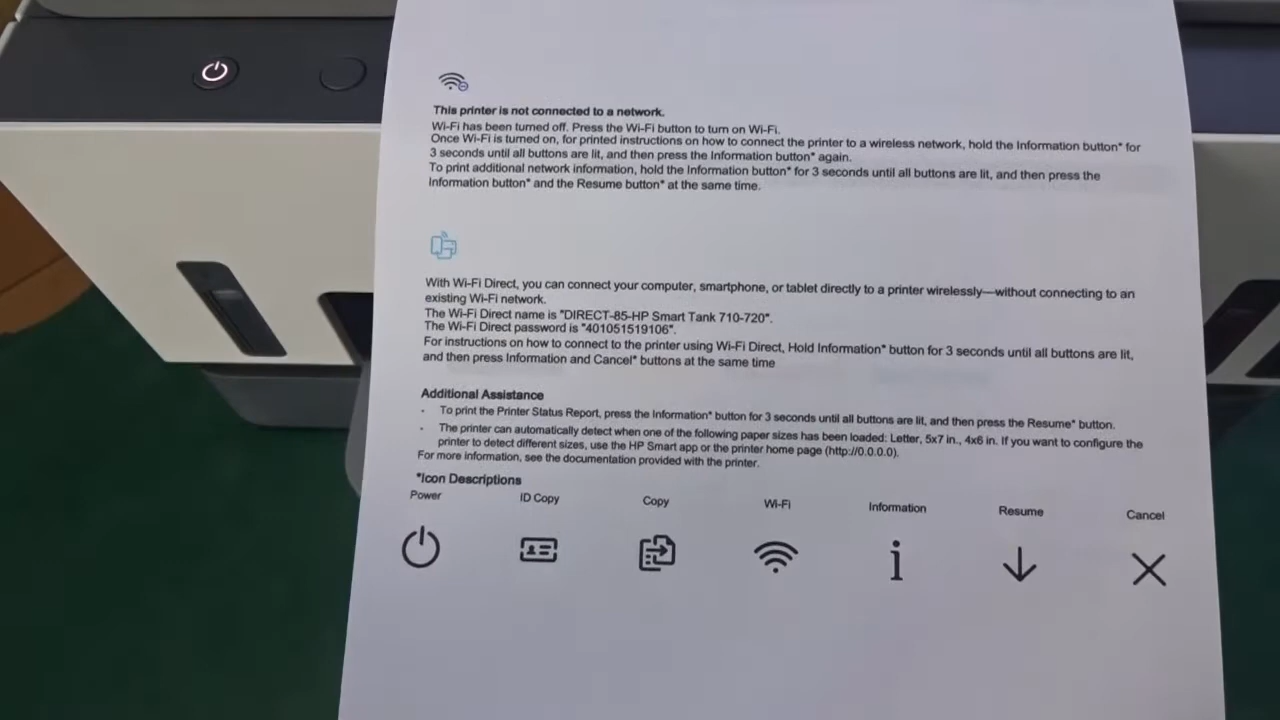 This printer is not connected to a network.
Wi-Fi has been turned off. Press the Wi-Fi button to turn on Wi-Fi.
Once Wi-Fi is turned on, for printed instructions on how to connect the printer to a wireless network, hold the Information button* for
3 seconds until all buttons are lit, and then press the Information button* again.
To print additional network information, hold the Information button* for 3 seconds until all buttons are lit, and then press the
Information button* and the Resume button* at the same time.
With Wi-Fi Direct, you can connect your computer, smartphone, or tablet directly to a printer wirelessly—without connecting to an
existing Wi-Fi network.
The Wi-Fi Direct name is "DIRECT-85-HP Smart Tank 710-720".
The Wi-Fi Direct password is "401051519106".
For instructions on how to connect to the printer using Wi-Fi Direct, Hold Information* button for 3 seconds until all buttons are lit,
and then press Information and Cancel* buttons at the same time
Additional Assistance
- To print the Printer Status Report, press the Information* button for 3 seconds until all buttons are lit, and then press the Resume* button.
- The printer can automatically detect when one of the following paper sizes has been loaded: Letter, 5x7 in., 4x6 in. If you want to configure the
printer to detect different sizes, use the HP Smart app or the printer home page (http://0.0.0.0).
For more information, see the documentation provided with the printer.
*Icon Descriptions
Power ID Copy Copy Wi-Fi Information Resume Cancel